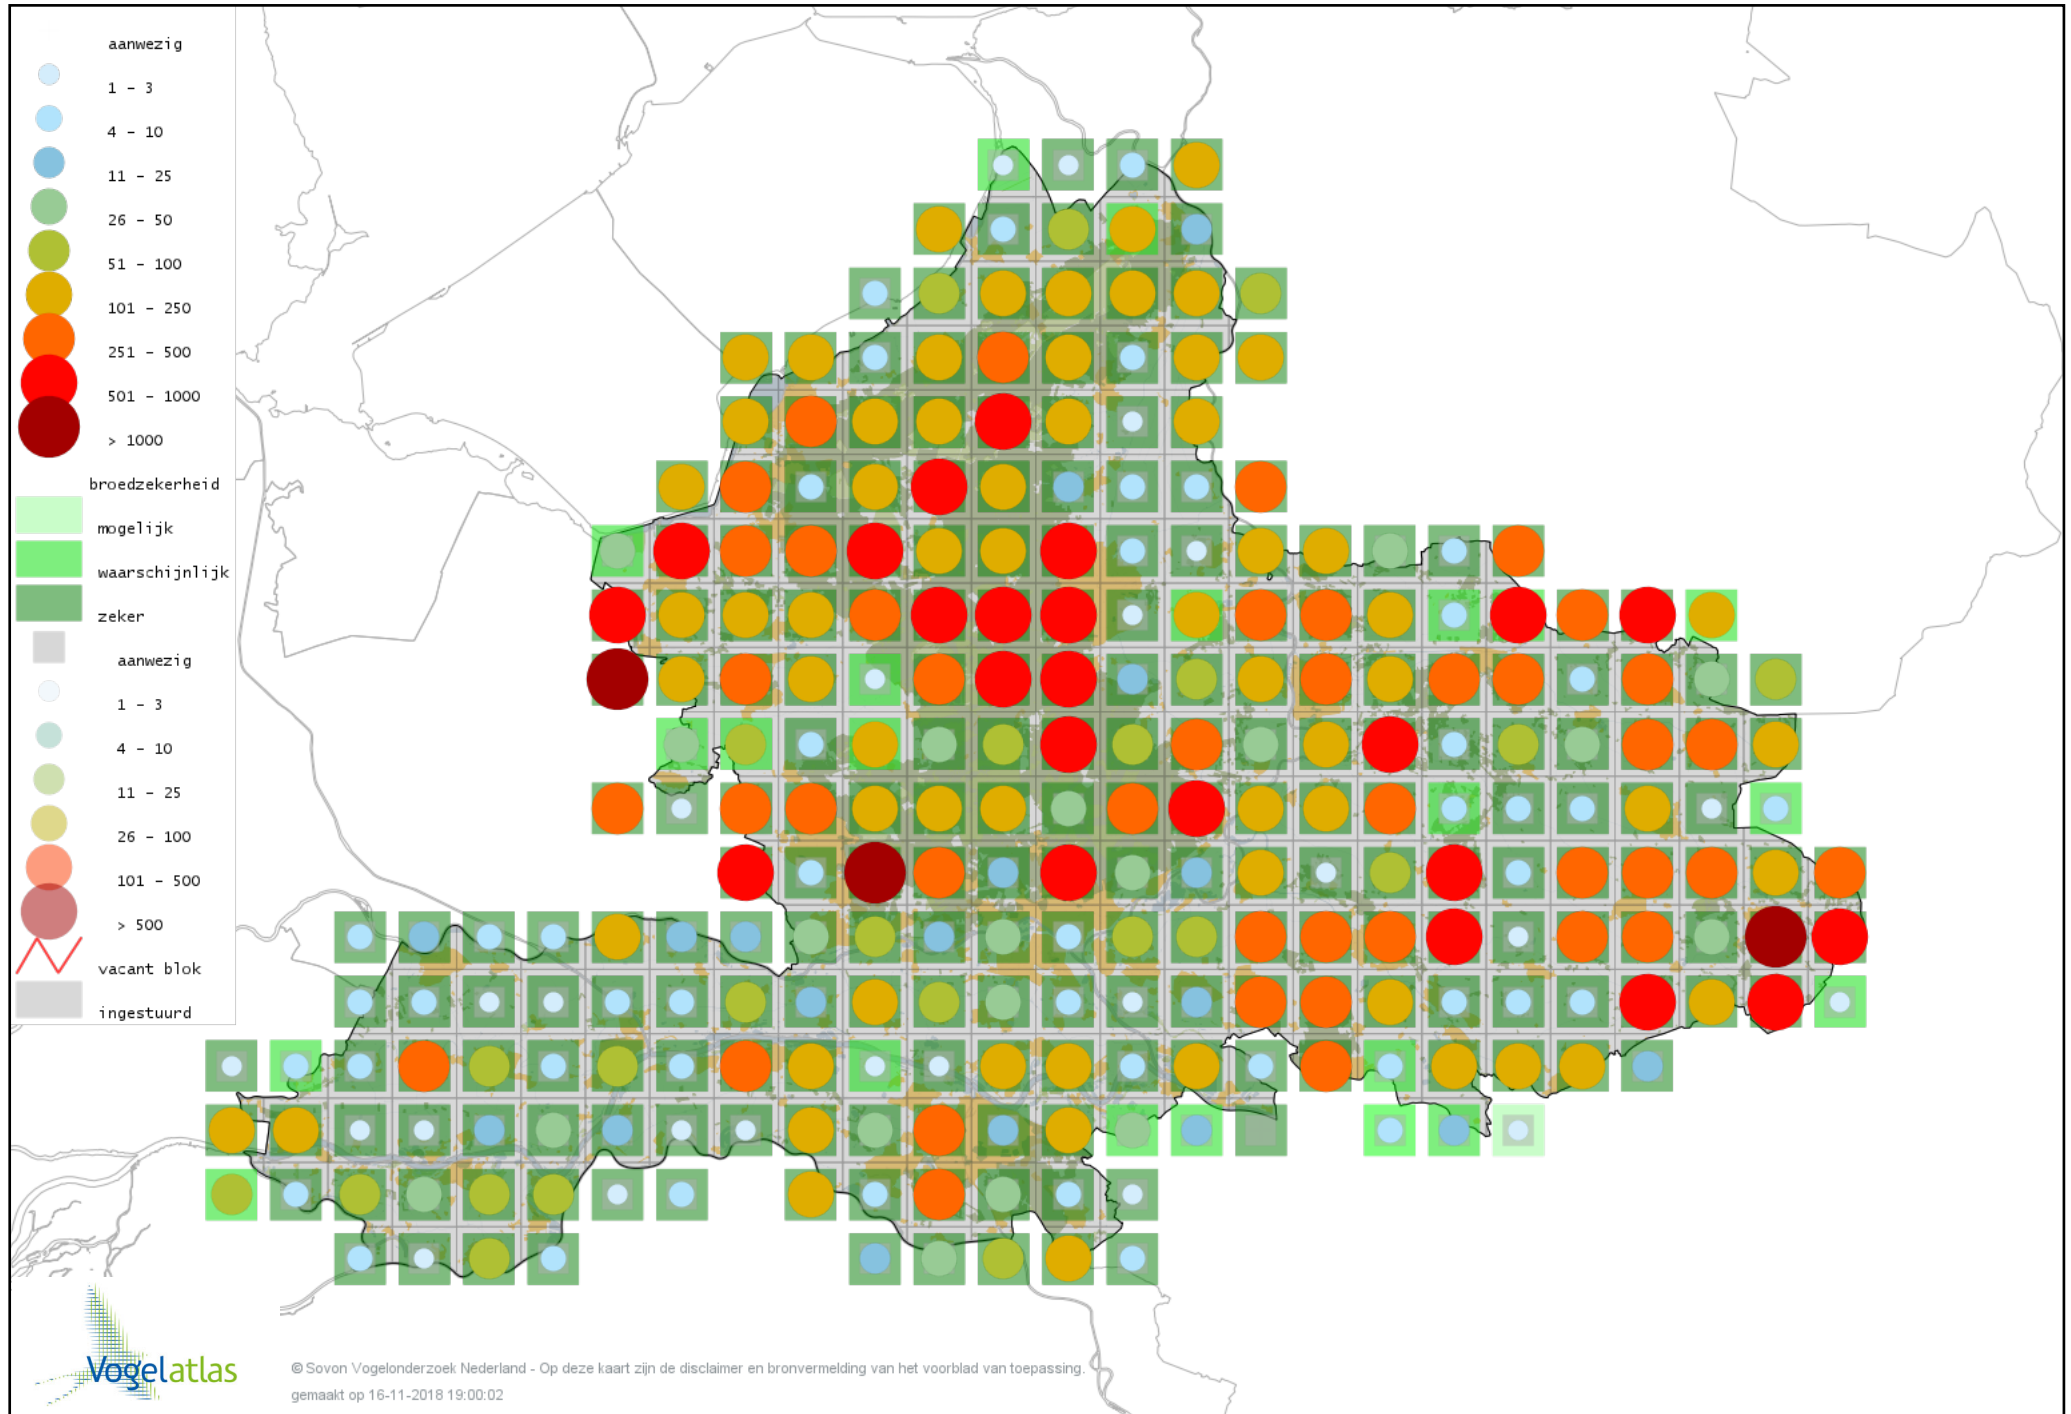 aanwezig
1 - 3
4 - 10
11 - 25
26 - 50
51 - 100
101 - 250
251 - 500
501 - 1000
> 1000
broedzekerheid
mogelijk
waarschijnlijk
zeker
aanwezig
1 - 3
4 - 10
11 - 25
26 - 100
101 - 500
> 500
vacant blok
ingestuurd
Vogelatlas
© Sovon Vogelonderzoek Nederland - Op deze kaart zijn de disclaimer en bronvermelding van het voorblad van toepassing.
gemaakt op 16-11-2018 19:00:02